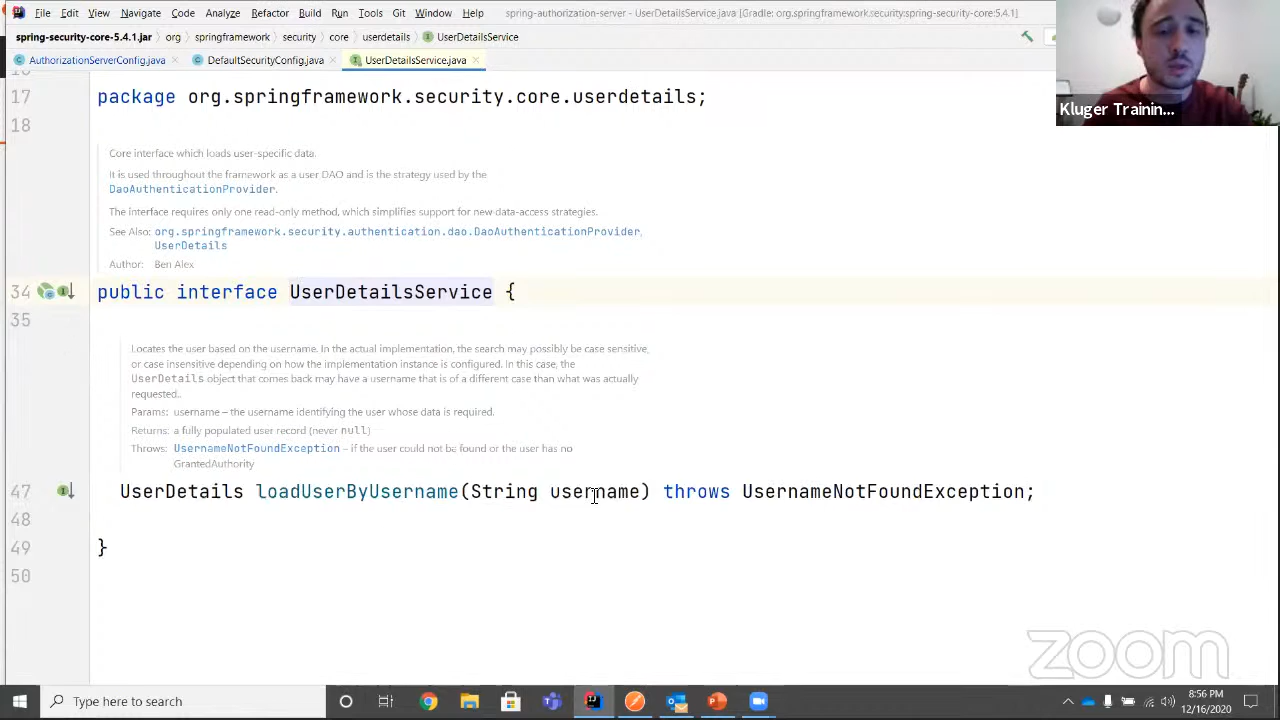 File Edit View Navigate Code Analyze Refactor Build Run Tools Git Window Help spring-authorization-server - UserDetailsService.java [Gradle: org.springframework.security:spring-security-core:5.4.1]
spring-security-core-5.4.1.jar org springframework security core userdetails UserDetailsService
AuthorizationServerConfig.java DefaultSecurityConfig.java UserDetailsService.java
17 package org.springframework.security.core.userdetails;
18
Kluger Trainin...
Core interface which loads user-specific data.
It is used throughout the framework as a user DAO and is the strategy used by the
DaoAuthenticationProvider.
The interface requires only one read-only method, which simplifies support for new data-access strategies.
See Also: org.springframework.security.authentication.dao.DaoAuthenticationProvider,
UserDetails
Author: Ben Alex
34 public interface UserDetailsService {
35
Locates the user based on the username. In the actual implementation, the search may possibly be case sensitive,
or case insensitive depending on how the implementation instance is configured. In this case, the
UserDetails object that comes back may have a username that is of a different case than what was actually
requested..
Params: username – the username identifying the user whose data is required.
Returns: a fully populated user record (never null)
Throws: UsernameNotFoundException – if the user could not be found or the user has no
GrantedAuthority
47 UserDetails loadUserByUsername(String username) throws UsernameNotFoundException;
48
49 }
50
zoom
Type here to search
8:56 PM
12/16/2020